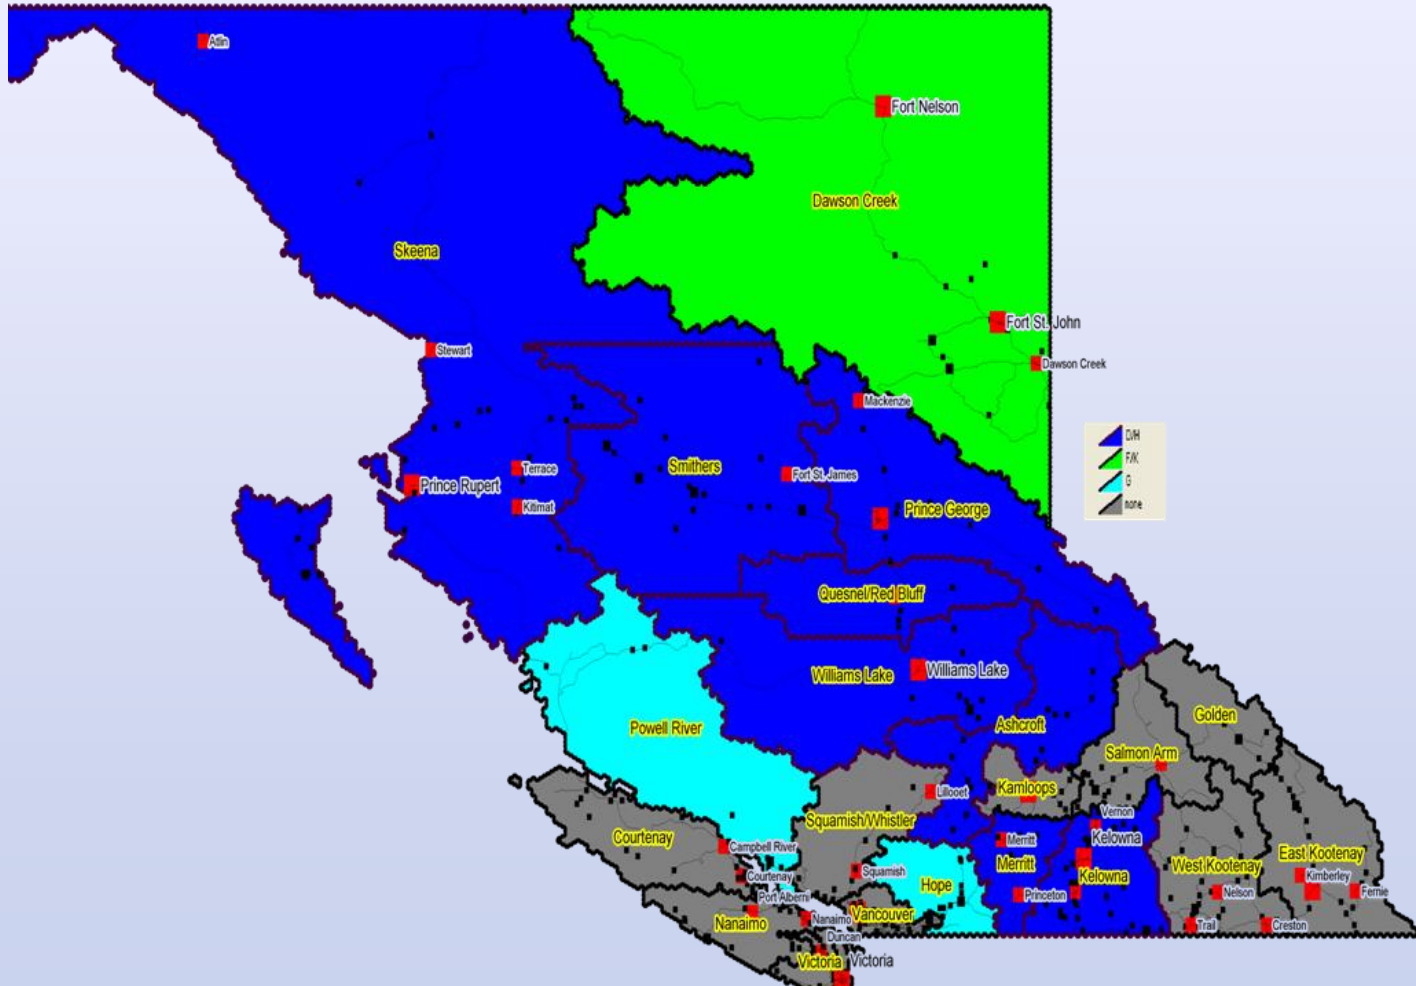 Atlin
Fort Nelson
Dawson Creek
Skeena
Fort St. John
Stewart
Dawson Creek
Mackenzie
D/H
F/K
G
none
Terrace
Smithers
Fort St. James
Prince Rupert
Kitimat
Prince George
Quesnel/Red Bluff
Williams Lake
Williams Lake
Powell River
Ashcroft
Golden
Salmon Arm
Kamloops
Lillooet
Squamish/Whistler
Vernon
Courtenay
Merritt
Kelowna
Campbell River
Merritt
West Kootenay
East Kootenay
Courtenay
Squamish
Hope
Kelowna
Kimberley
Port Alberni
Princeton
Nelson
Fernie
Nanaimo
Nanaimo
Vancouver
Trail
Creston
Duncan
Victoria
Victoria